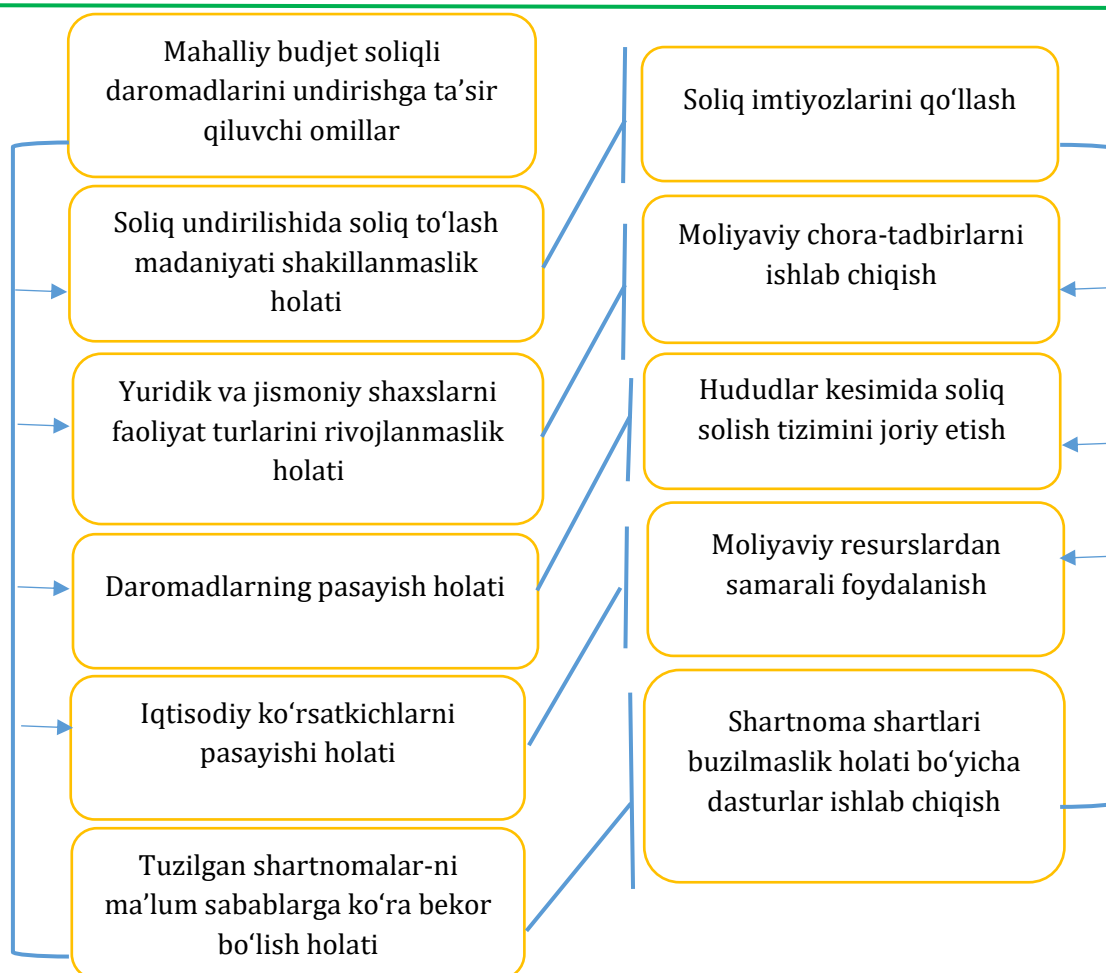 Mahalliy budjet soliqli
daromadlarini undirishga ta’sir
qiluvchi omillar
Soliq undirilishida soliq to‘lash
madaniyati shakillanmaslik
holati
Yuridik va jismoniy shaxslarni
faoliyat turlarini rivojlanmaslik
holati
Daromadlarning pasayish holati
Iqtisodiy ko‘rsatkichlarni
pasayishi holati
Tuzilgan shartnomalar-ni
ma’lum sabablarga ko‘ra bekor
bo‘lish holati
Soliq imtiyozlarini qo‘llash
Moliyaviy chora-tadbirlarni
ishlab chiqish
Hududlar kesimida soliq
solish tizimini joriy etish
Moliyaviy resurslardan
samarali foydalanish
Shartnoma shartlari
buzilmaslik holati bo‘yicha
dasturlar ishlab chiqish